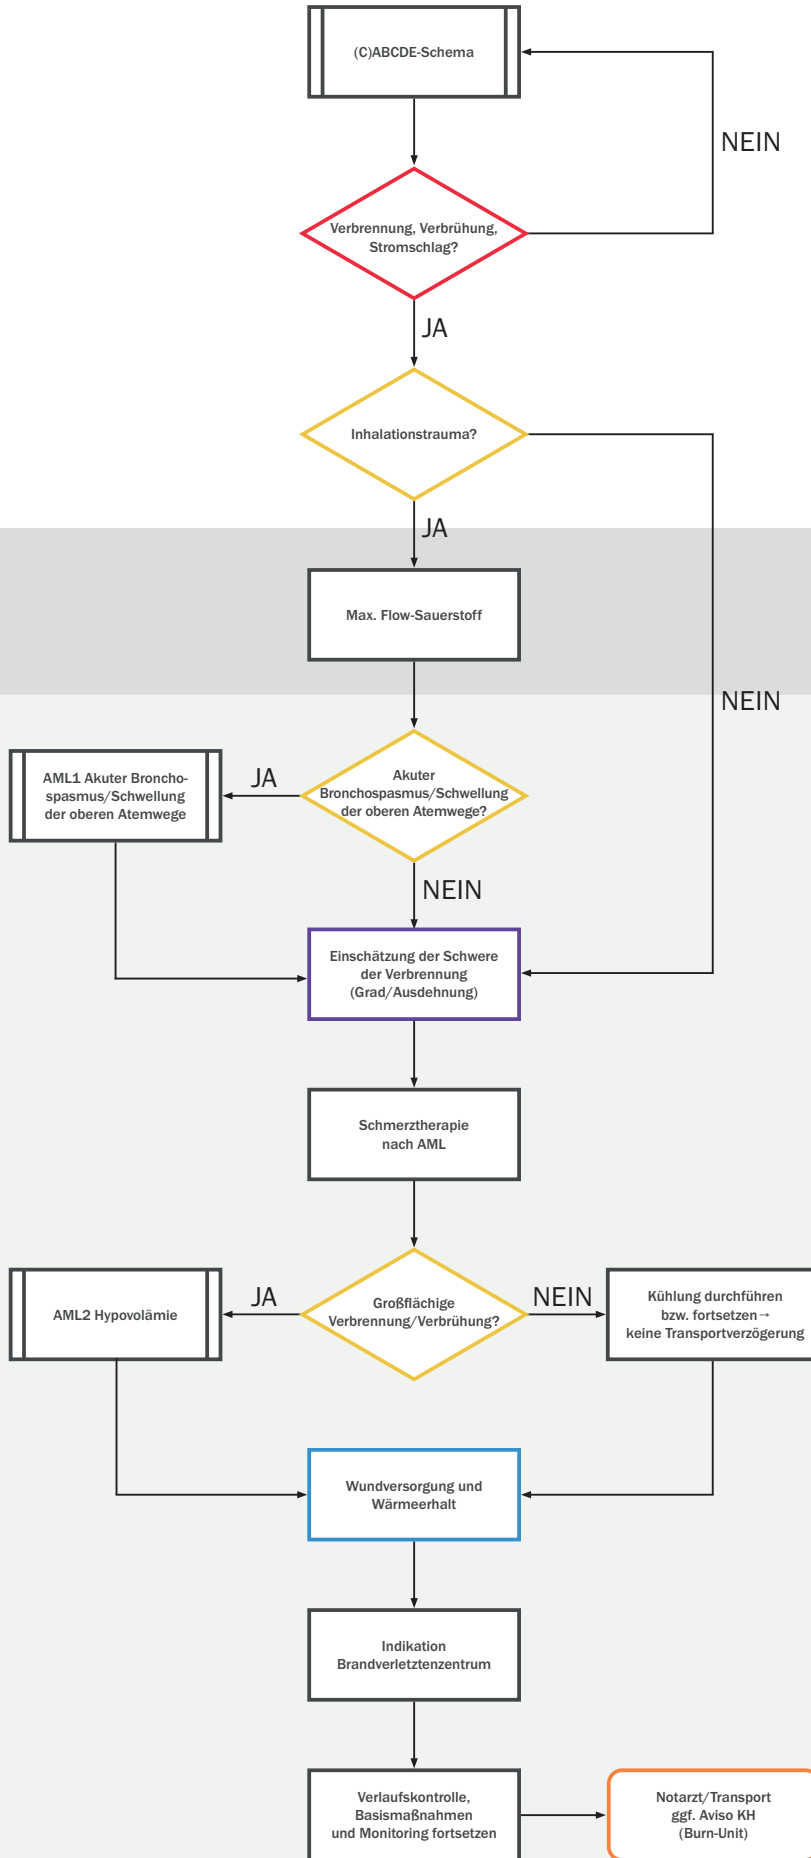 (C)ABCDE-Schema
NEIN
Verbrennung, Verbrühung,
Stromschlag?
JA
Inhalationstrauma?
JA
Max. Flow-Sauerstoff
NEIN
AML1 Akuter Broncho-
spasmus/Schwellung
der oberen Atemwege
JA
Akuter
Bronchospasmus/Schwellung
der oberen Atemwege?
NEIN
Einschätzung der Schwere
der Verbrennung
(Grad/Ausdehnung)
Schmerztherapie
nach AML
AML2 Hypovolämie
JA
Großflächige
Verbrennung/Verbrühung?
NEIN
Kühlung durchführen
bzw. fortsetzen→
keine Transportverzögerung
Wundversorgung und
Wärmeerhalt
Indikation
Brandverletztenzentrum
Verlaufskontrolle,
Basismaßnahmen
und Monitoring fortsetzen
Notarzt/Transport
ggf. Aviso KH
(Burn-Unit)